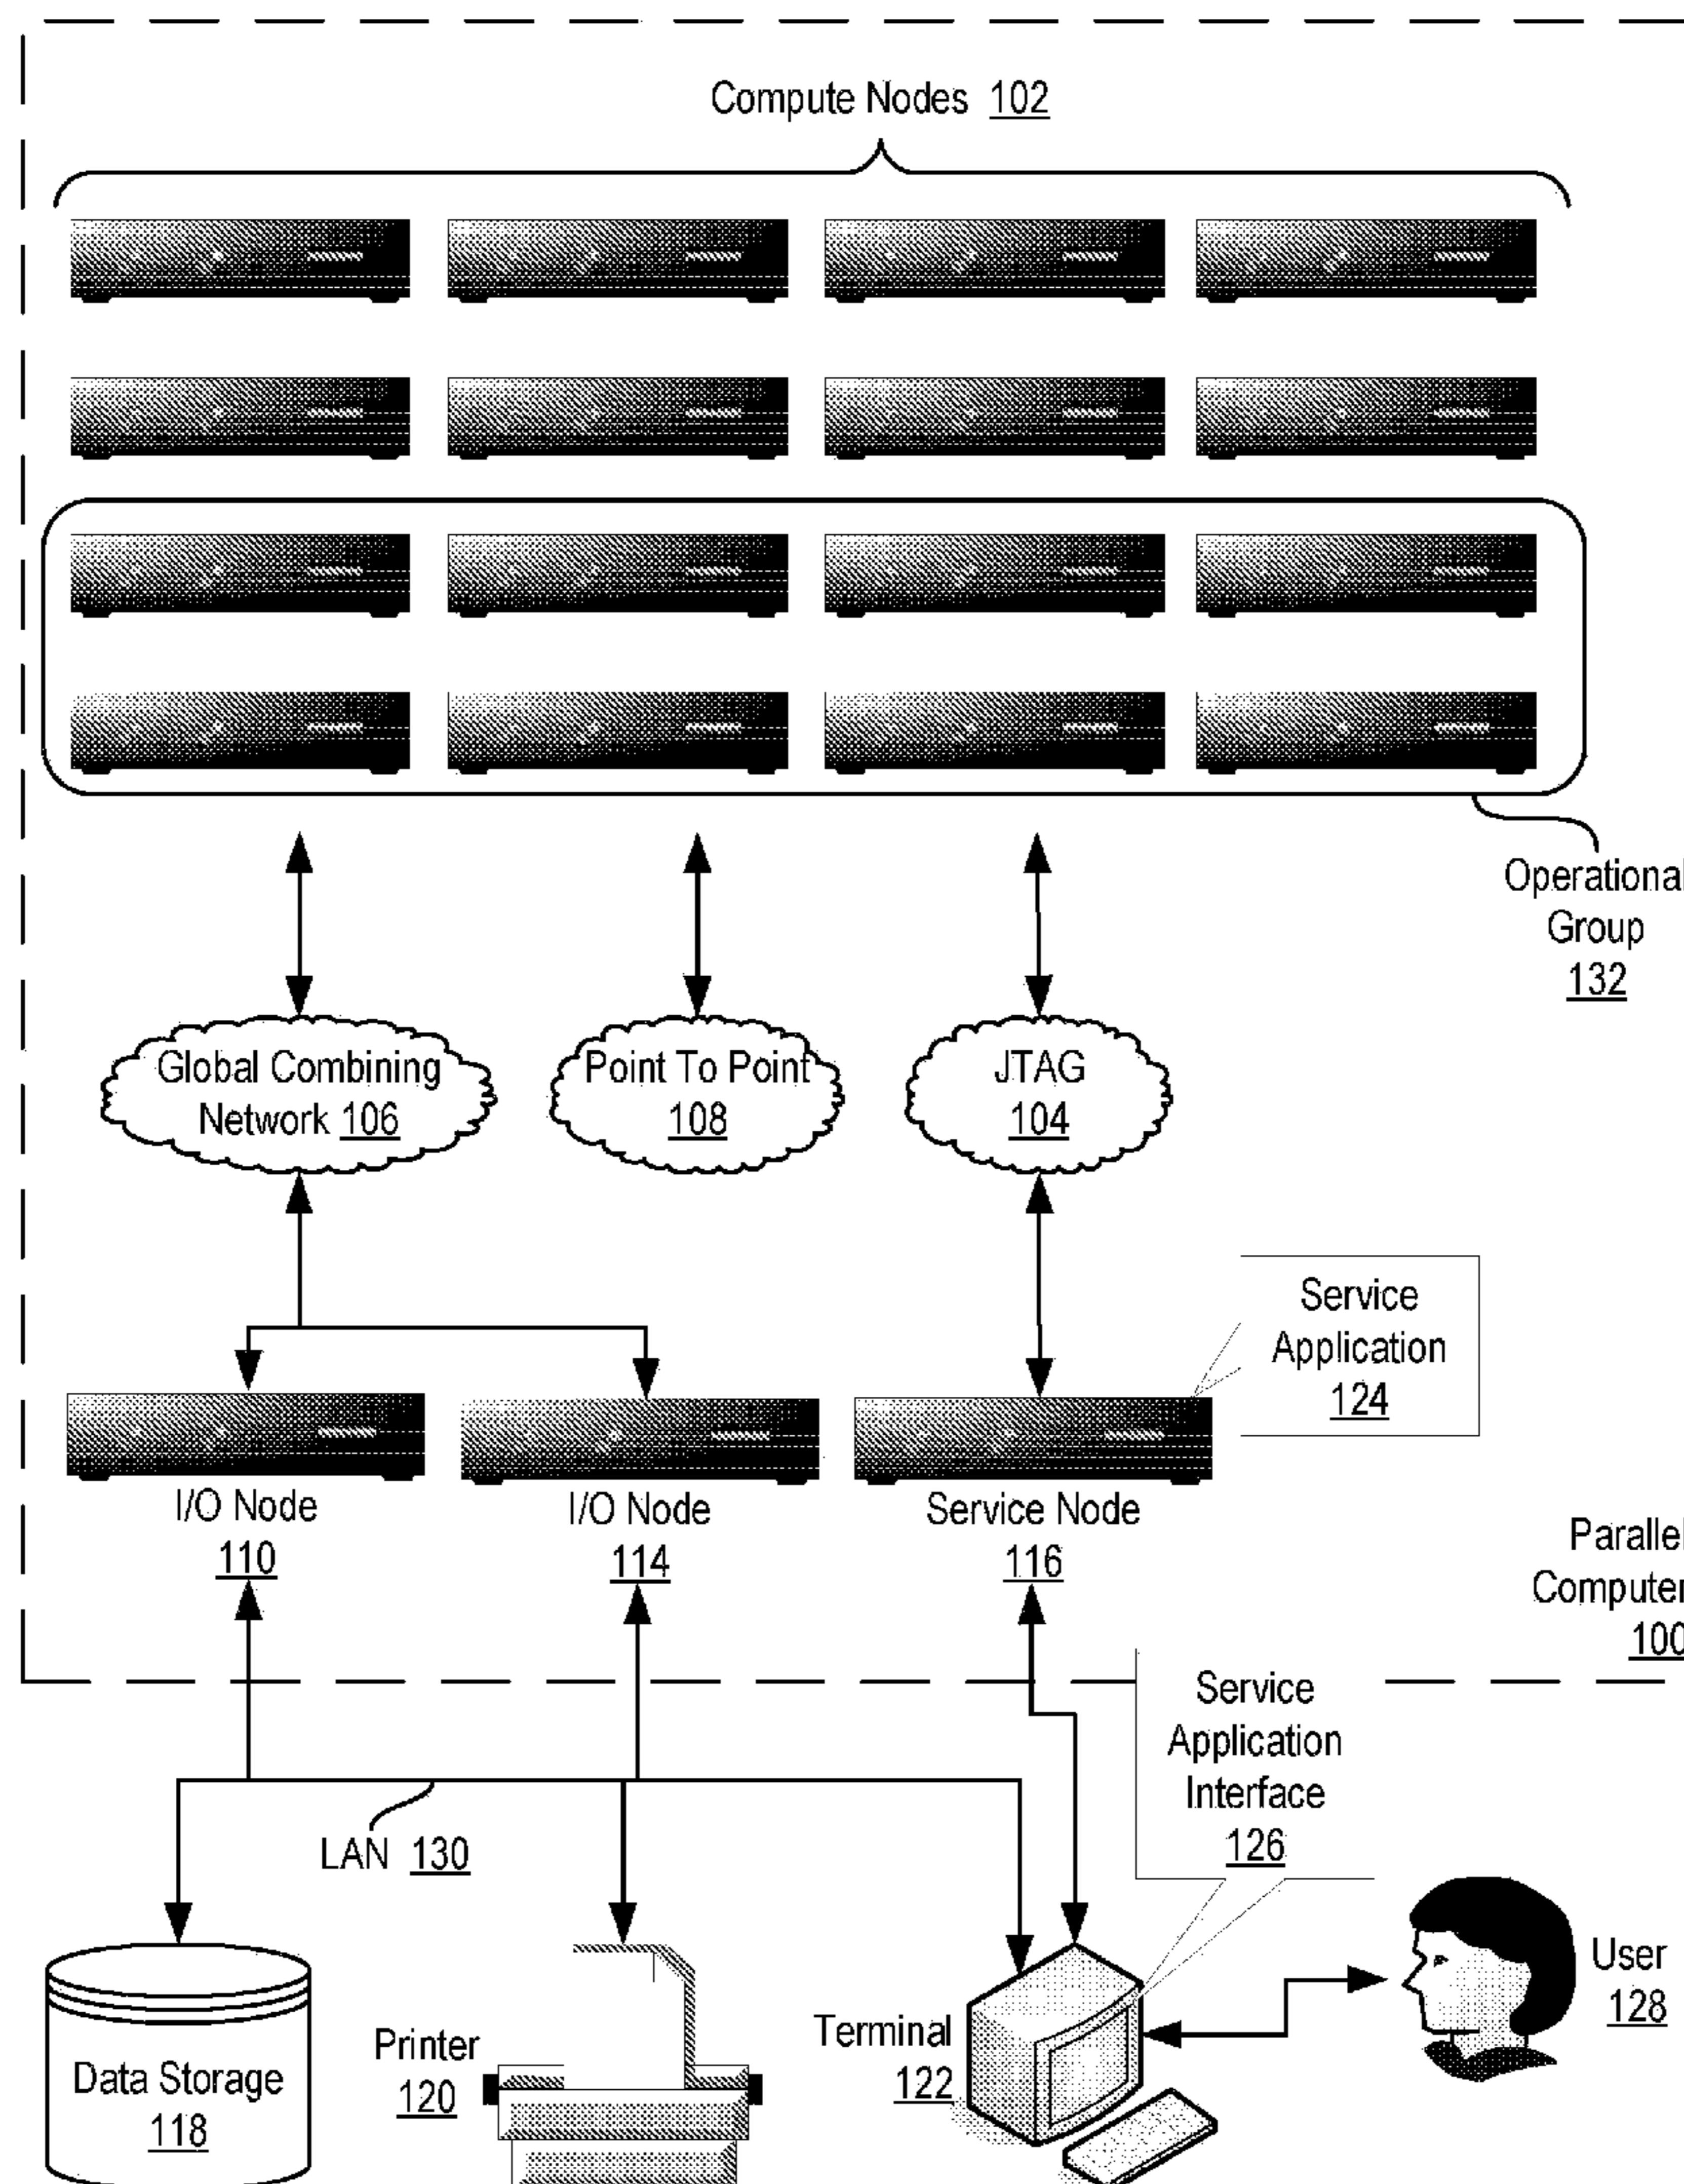 Compute Nodes 102
Operational
Group
132
Global Combining
Network 106
Point To Point
108
JTAG
104
Service
Application
124
I/O Node
110
I/O Node
114
Service Node
116
Parallel
Computer
100
Service
Application
Interface
126
LAN 130
Data Storage
118
Printer
120
Terminal
122
User
128